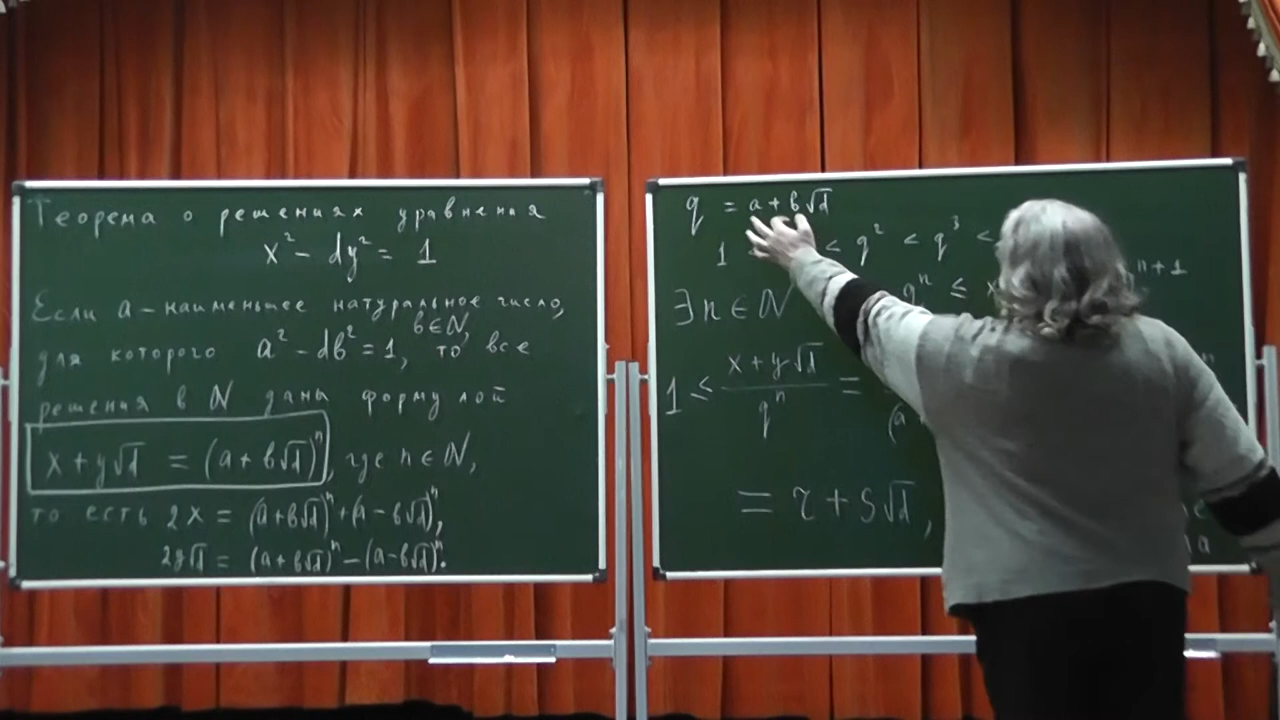 Теорема о решениях уравнения
x² - dy² = 1
Если a - наименьшее натуральное число,
b∈N,
для которого a² - db² = 1, то все
решения в N даны формулой
x + y√d = (a + b√d)ⁿ, где n ∈ N,
то есть 2x = (a + b√d)ⁿ + (a - b√d)ⁿ,
2y√d = (a + b√d)ⁿ - (a - b√d)ⁿ.
q = a + b√d
1 < q² < q³ <
∃ n ∈ N qⁿ ≤ x n+1
1 ≤ (x + y√d)/qⁿ = (a
= r + s√d,